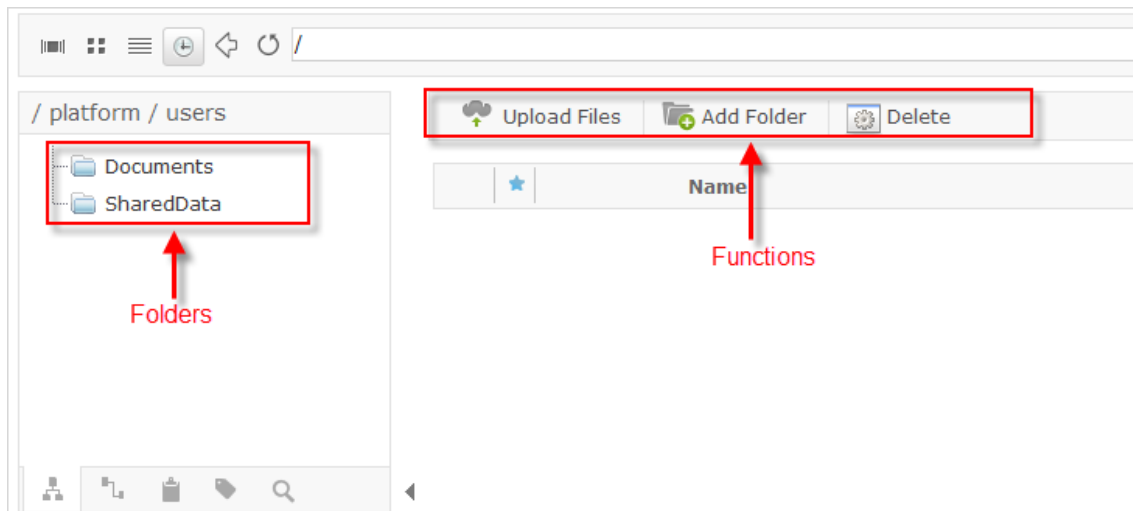 /
/ platform / users
Documents
SharedData
Folders
Upload Files Add Folder Delete
Name
Functions